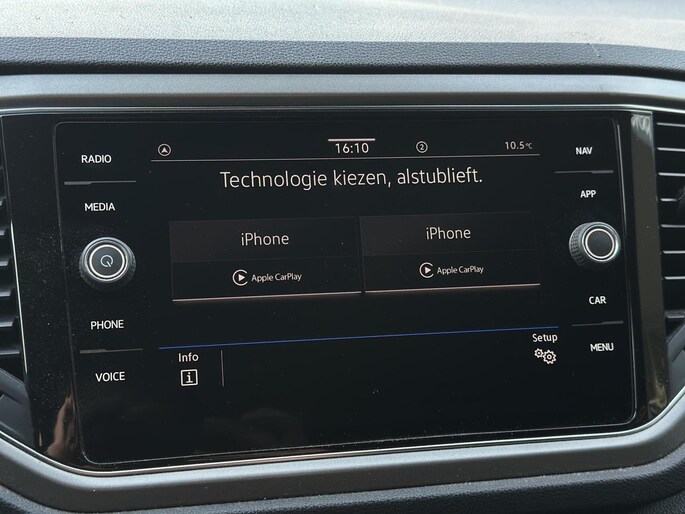 RADIO
MEDIA
PHONE
VOICE
16:10
2
10.5°C
Technologie kiezen, alstublieft.
iPhone
Apple CarPlay
iPhone
Apple CarPlay
Info
i
Setup
NAV
APP
CAR
MENU